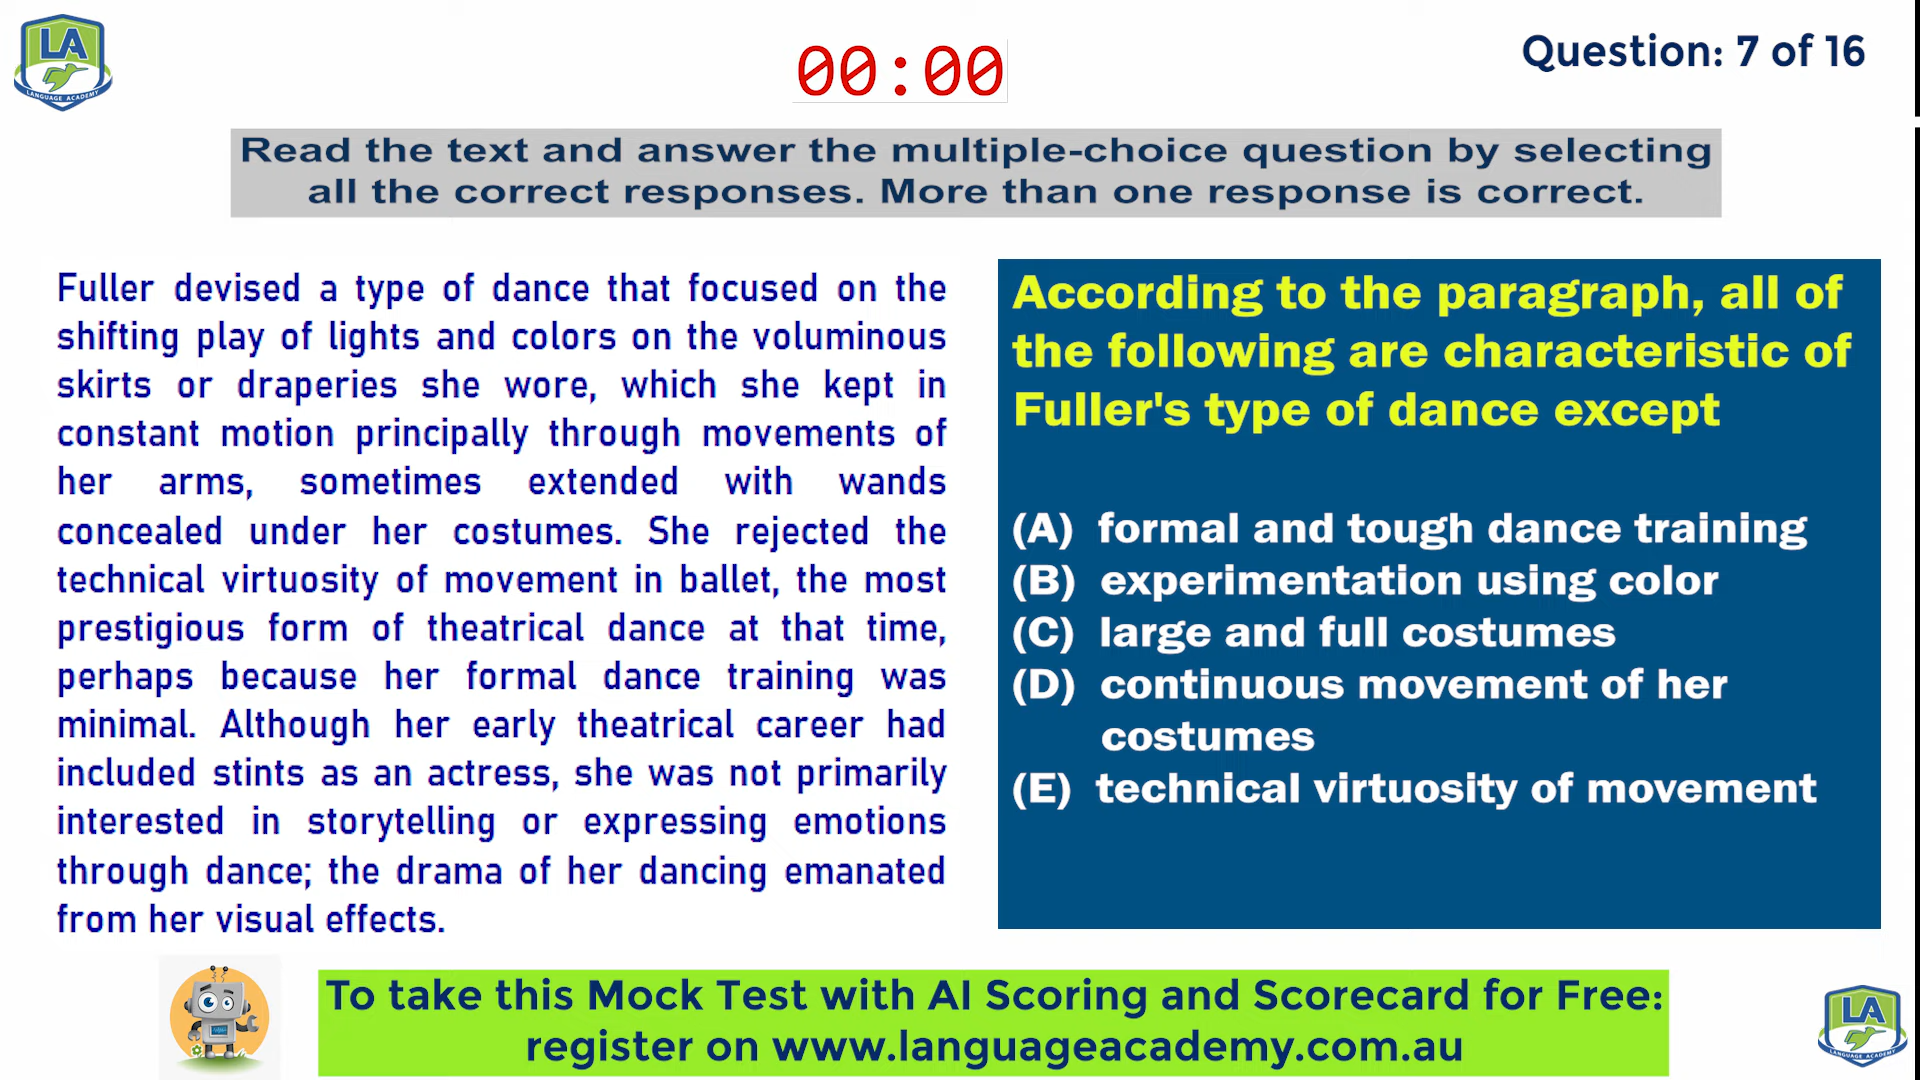 LA
LANGUAGE ACADEMY
00:00
Question: 7 of 16
Read the text and answer the multiple-choice question by selecting
all the correct responses. More than one response is correct.
Fuller devised a type of dance that focused on the
shifting play of lights and colors on the voluminous
skirts or draperies she wore, which she kept in
constant motion principally through movements of
her arms, sometimes extended with wands
concealed under her costumes. She rejected the
technical virtuosity of movement in ballet, the most
prestigious form of theatrical dance at that time,
perhaps because her formal dance training was
minimal. Although her early theatrical career had
included stints as an actress, she was not primarily
interested in storytelling or expressing emotions
through dance; the drama of her dancing emanated
from her visual effects.
According to the paragraph, all of
the following are characteristic of
Fuller's type of dance except
(A) formal and tough dance training
(B) experimentation using color
(C) large and full costumes
(D) continuous movement of her
costumes
(E) technical virtuosity of movement
To take this Mock Test with AI Scoring and Scorecard for Free:
register on www.languageacademy.com.au
LA
LANGUAGE ACADEMY